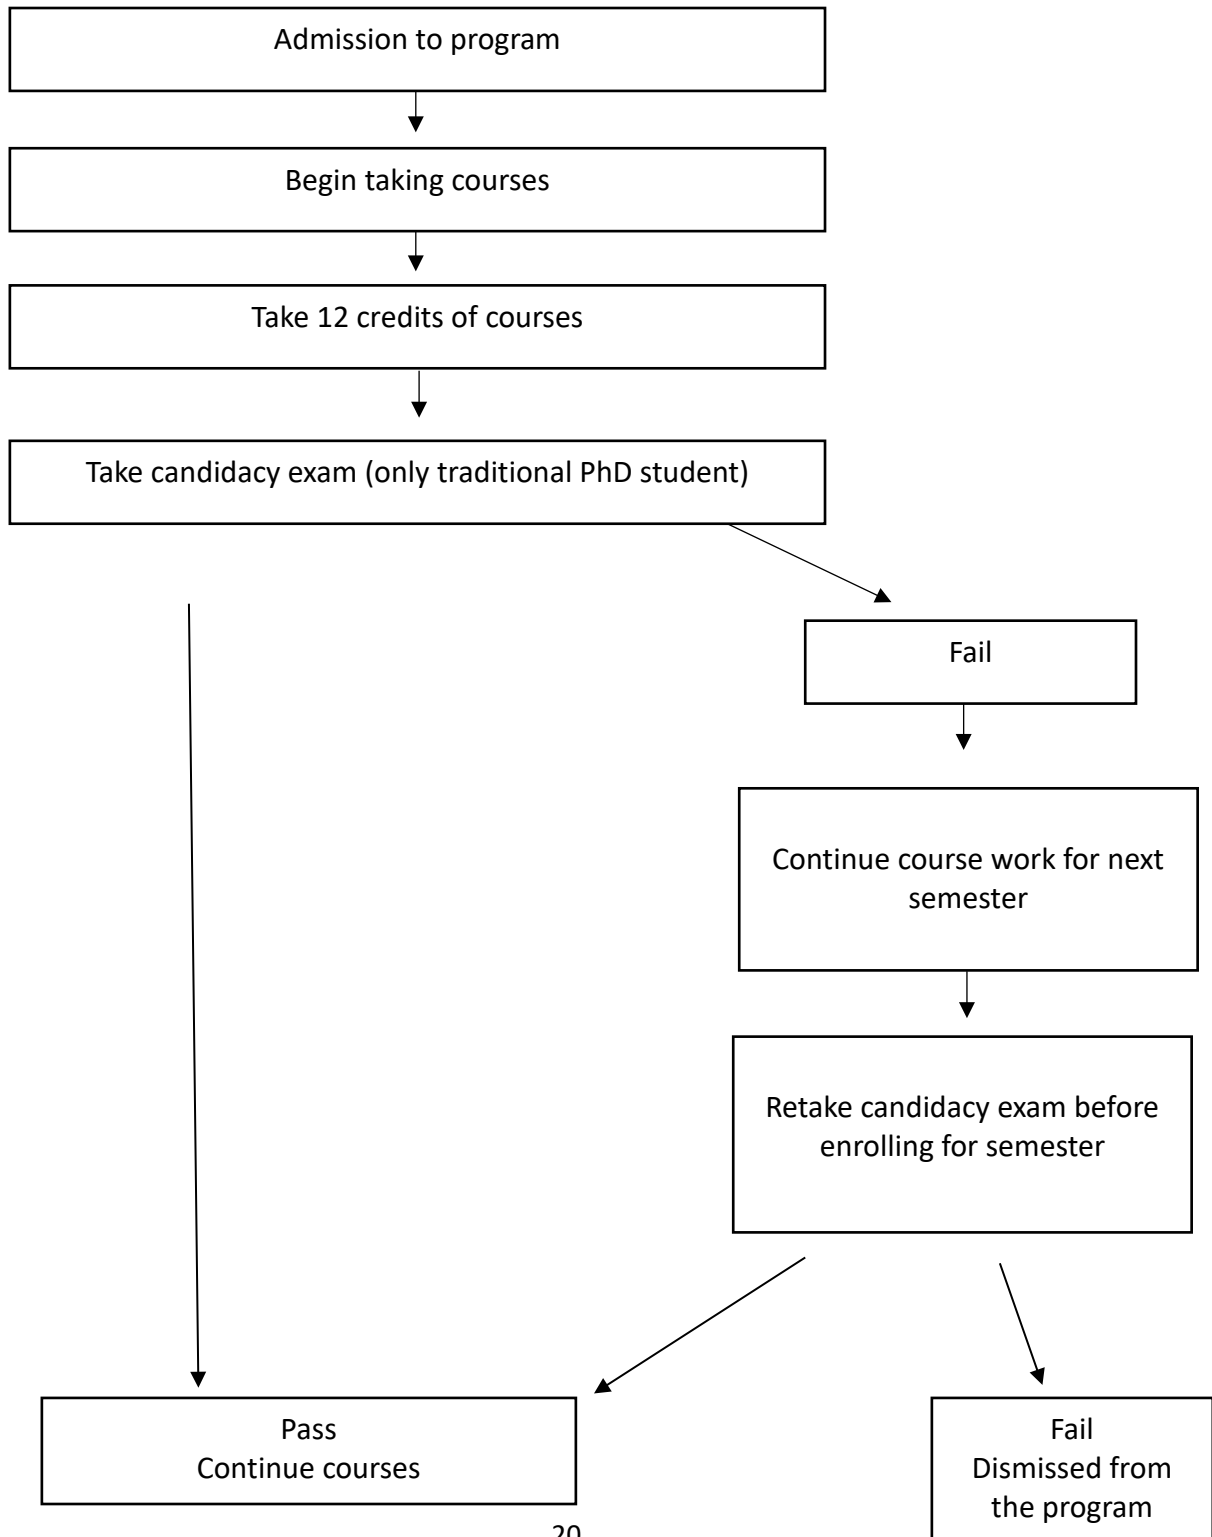 Admission to program
Begin taking courses
Take 12 credits of courses
Take candidacy exam (only traditional PhD student)
Fail
Continue course work for next
semester
Retake candidacy exam before
enrolling for semester
Pass
Continue courses
Fail
Dismissed from
the program
20